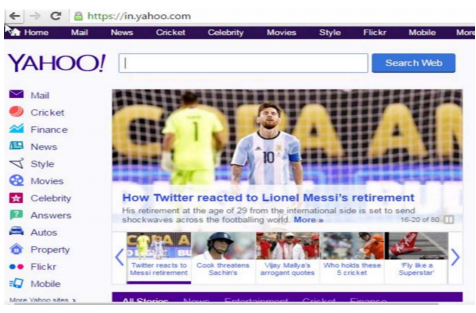 https://in.yahoo.com
Home Mail News Cricket Celebrity Movies Style Flickr Mobile More
YAHOO!
Search Web
Mail
Cricket
Finance
News
Style
Movies
Celebrity
Answers
Autos
Property
Flickr
Mobile
More Yahoo sites >
1
10
How Twitter reacted to Lionel Messi's retirement
His retirement at the age of 29 from the international side is set to send
shockwaves across the footballing world. More »
16-20 of 80
Twitter reacts to
Messi retirement
Cook threatens
Sachin's
Vijay Mallya's
arrogant quotes
Who holds these
5 cricket
'Fly like a
Superstar'
All Stories News Entertainment Cricket Finance